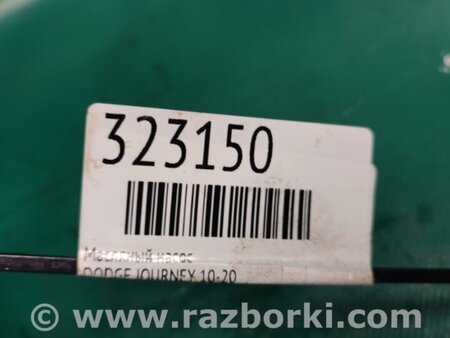 323150
Масляный насос
DODGE JOURNEY 10-20
© www.razborki.com